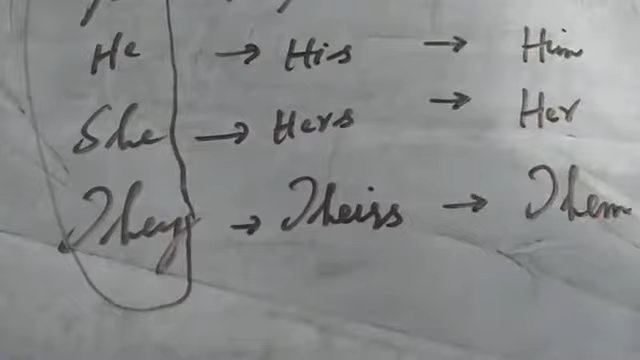 He → His → Him
She → Hers → Her
They → Theirs → Them